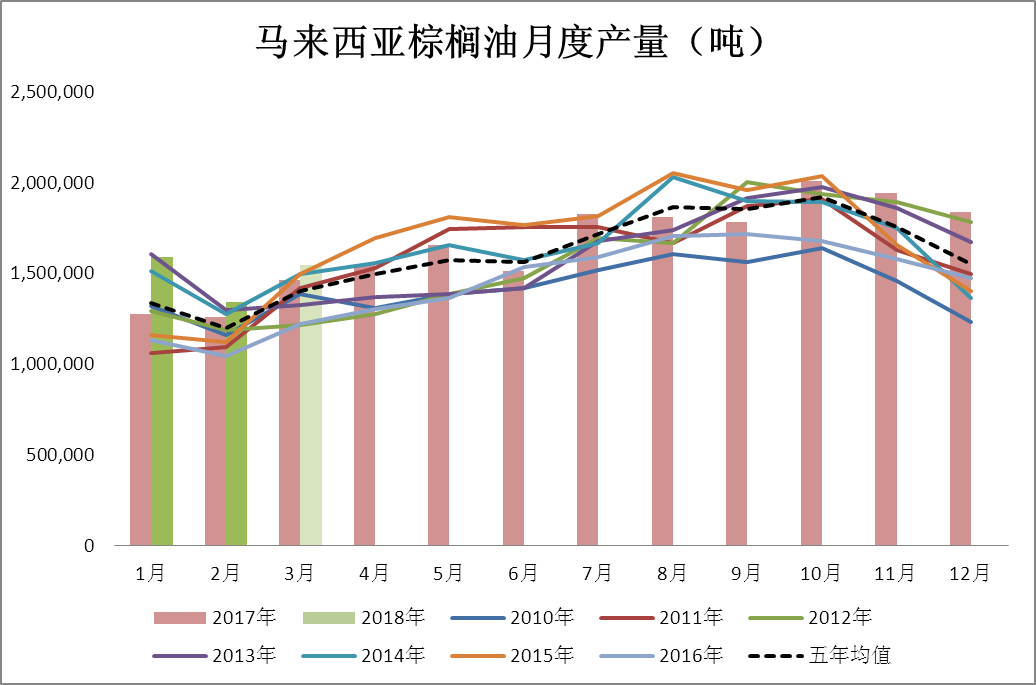 马来西亚棕榈油月度产量（吨）
2,500,000
2,000,000
1,500,000
1,000,000
500,000
0
1月 2月 3月 4月 5月 6月 7月 8月 9月 10月 11月 12月
2017年 2018年 2010年 2011年 2012年
2013年 2014年 2015年 2016年 五年均值